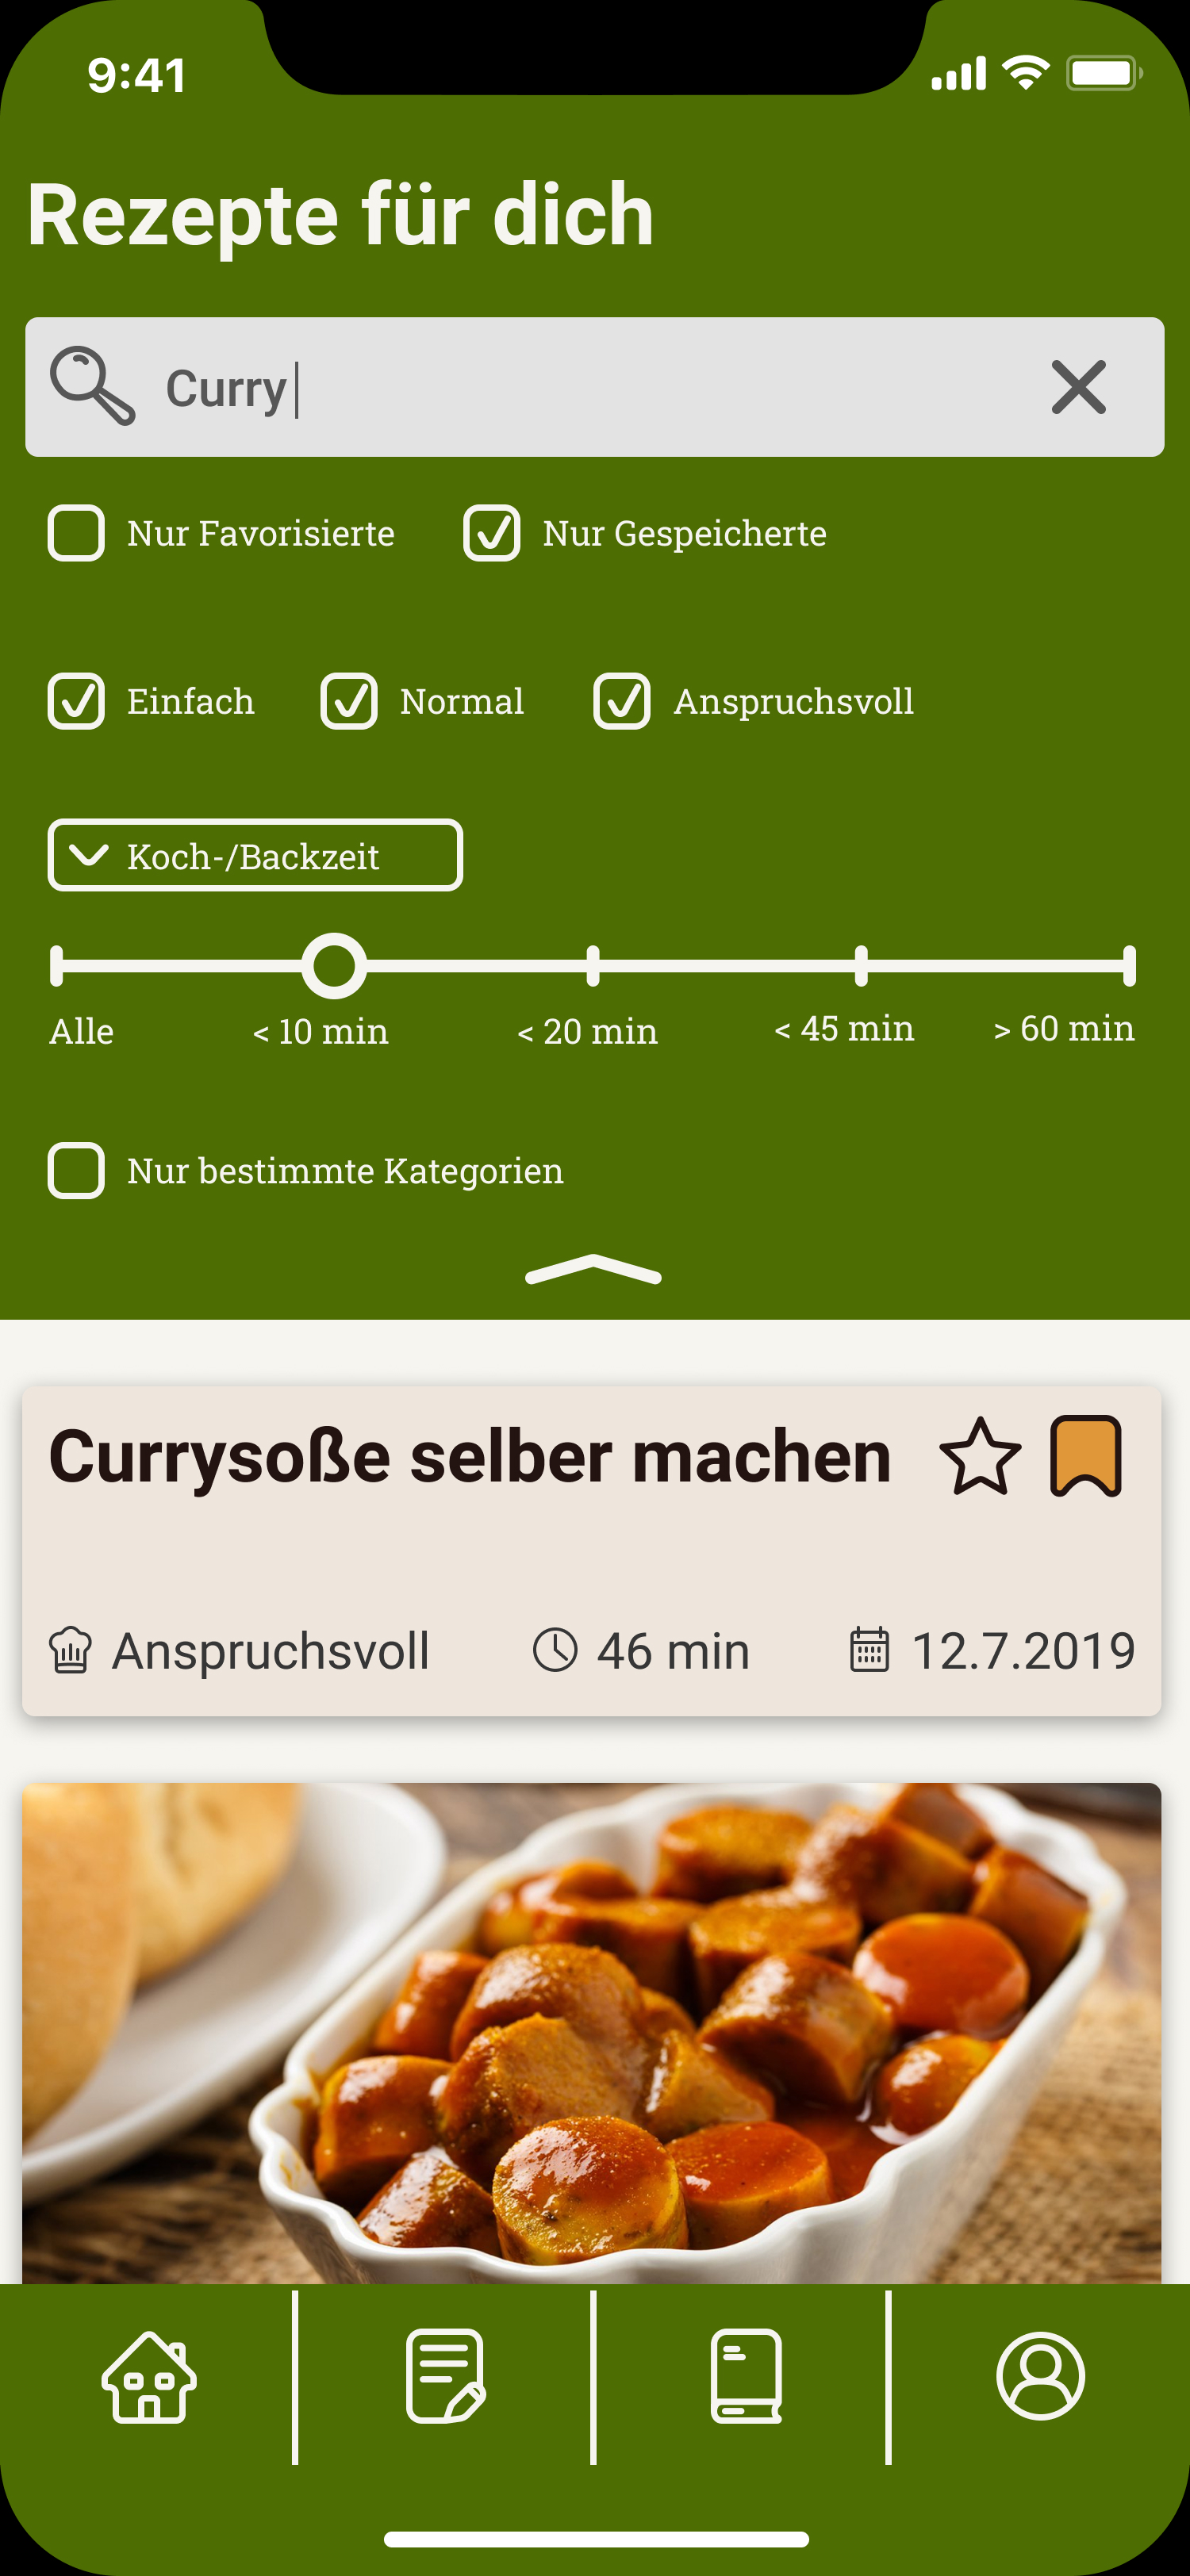 9:41
Rezepte für dich
Curry
Nur Favorisierte Nur Gespeicherte
Einfach Normal Anspruchsvoll
Koch-/Backzeit
Alle < 10 min < 20 min < 45 min > 60 min
Nur bestimmte Kategorien
Currysoße selber machen
Anspruchsvoll 46 min 12.7.2019